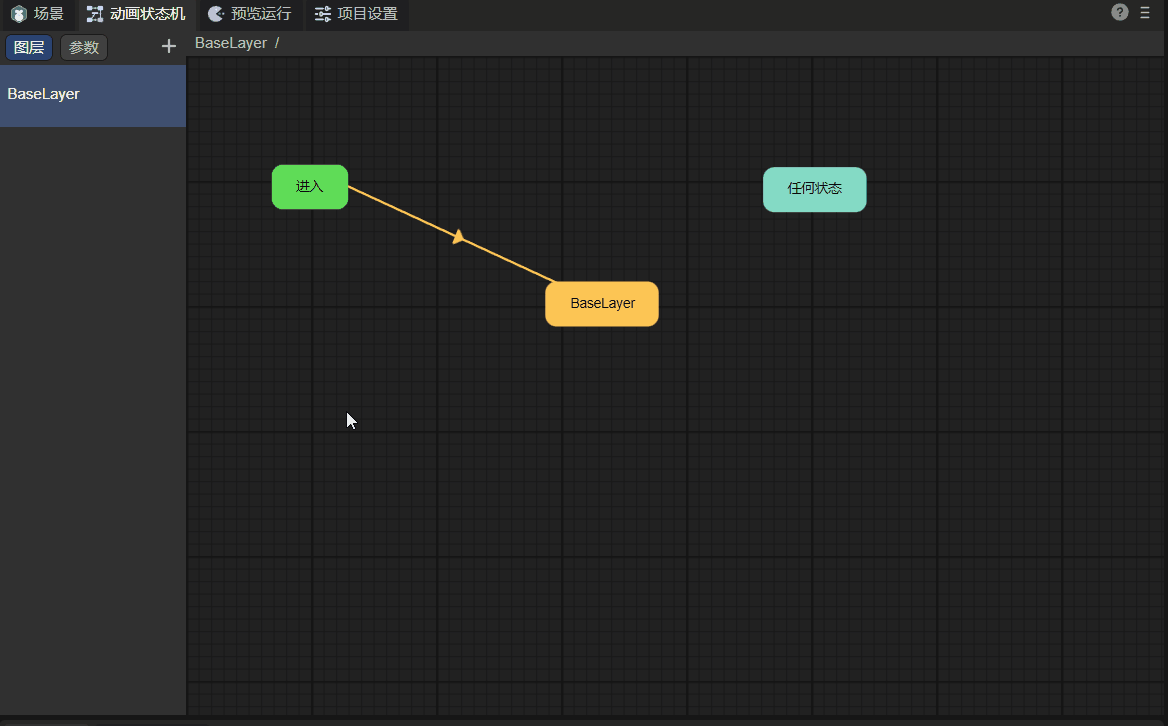 场景 动画状态机 预览运行 项目设置
图层 参数 + BaseLayer /
BaseLayer
进入
任何状态
BaseLayer